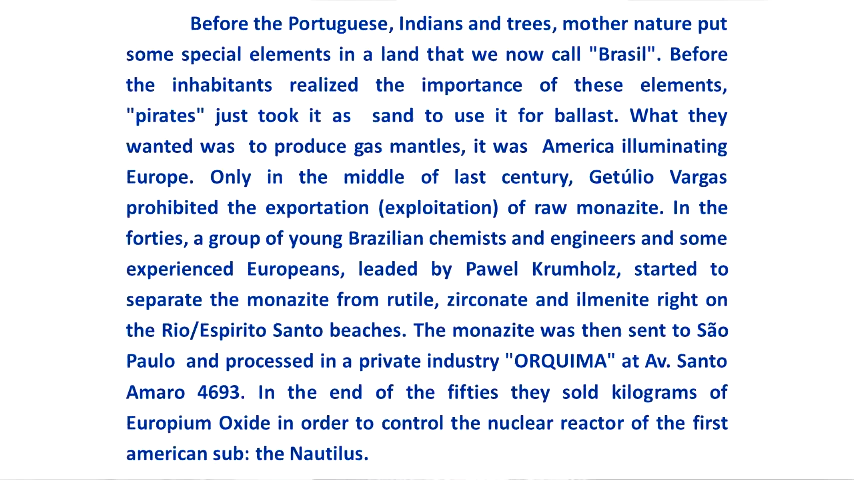 Before the Portuguese, Indians and trees, mother nature put
some special elements in a land that we now call "Brasil". Before
the inhabitants realized the importance of these elements,
"pirates" just took it as sand to use it for ballast. What they
wanted was to produce gas mantles, it was America illuminating
Europe. Only in the middle of last century, Getúlio Vargas
prohibited the exportation (exploitation) of raw monazite. In the
forties, a group of young Brazilian chemists and engineers and some
experienced Europeans, leaded by Pawel Krumholz, started to
separate the monazite from rutile, zirconate and ilmenite right on
the Rio/Espirito Santo beaches. The monazite was then sent to São
Paulo and processed in a private industry "ORQUIMA" at Av. Santo
Amaro 4693. In the end of the fifties they sold kilograms of
Europium Oxide in order to control the nuclear reactor of the first
american sub: the Nautilus.